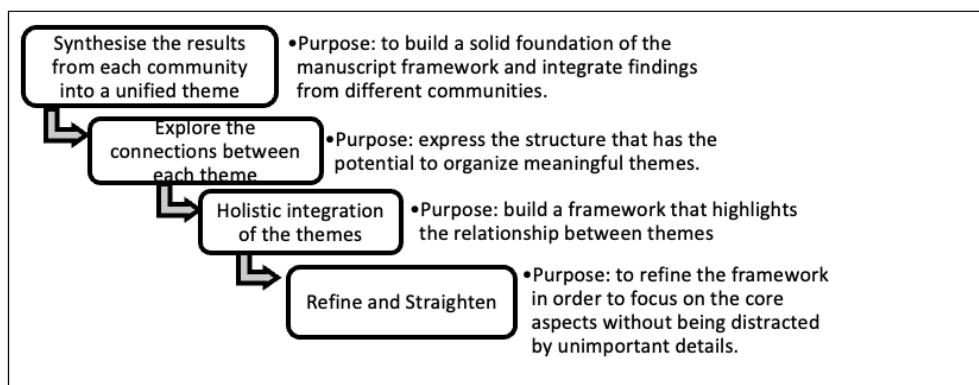 Synthesise the results
from each community
into a unified theme
•Purpose: to build a solid foundation of the
manuscript framework and integrate findings
from different communities.
Explore the
connections between
each theme
•Purpose: express the structure that has the
potential to organize meaningful themes.
Holistic integration
of the themes
•Purpose: build a framework that highlights
the relationship between themes
Refine and Straighten
•Purpose: to refine the framework
in order to focus on the core
aspects without being distracted
by unimportant details.